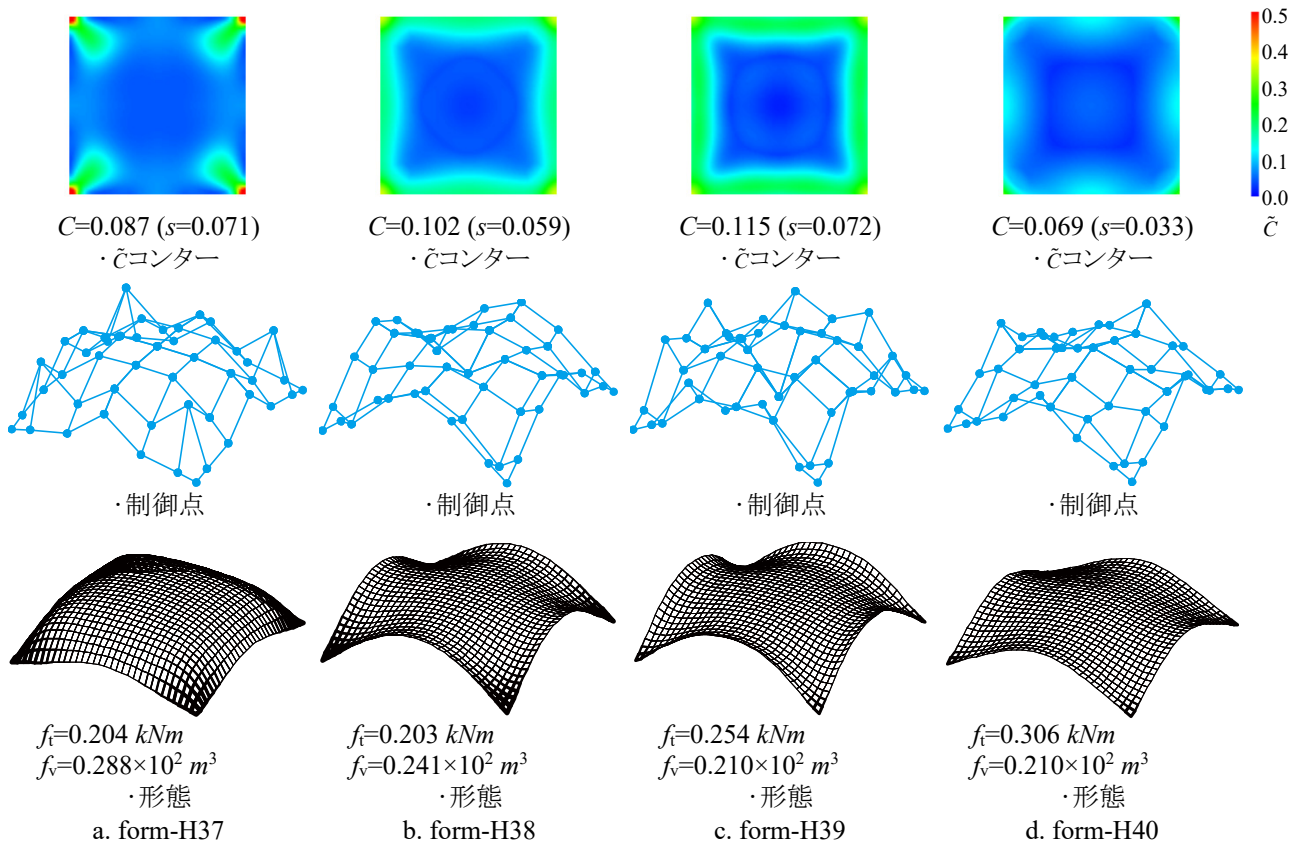 0.5
0.4
0.3
0.2
0.1
0.0
C̃
C=0.087 (s=0.071)
C=0.102 (s=0.059)
C=0.115 (s=0.072)
C=0.069 (s=0.033)
・C̃コンター
・C̃コンター
・C̃コンター
・C̃コンター
・制御点
・制御点
・制御点
・制御点
fₜ=0.204 kNm
fᵥ=0.288×10² m³
・形態
a. form-H37
fₜ=0.203 kNm
fᵥ=0.241×10² m³
・形態
b. form-H38
fₜ=0.254 kNm
fᵥ=0.210×10² m³
・形態
c. form-H39
fₜ=0.306 kNm
fᵥ=0.210×10² m³
・形態
d. form-H40